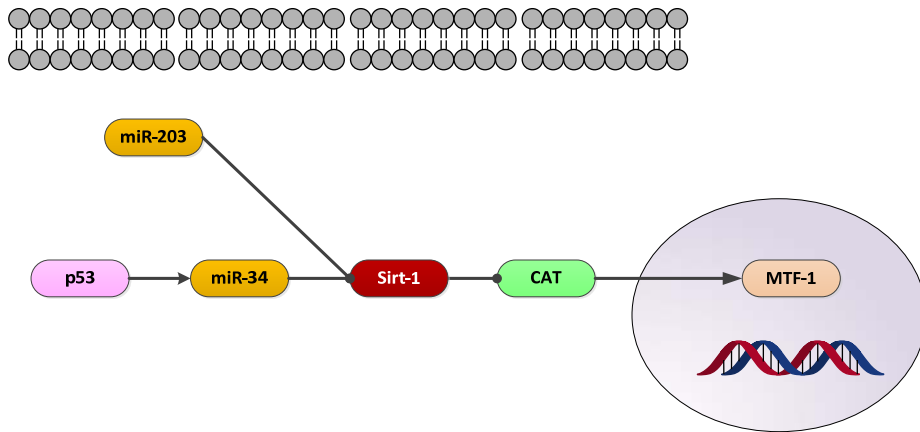 miR-203
p53
miR-34
Sirt-1
CAT
MTF-1